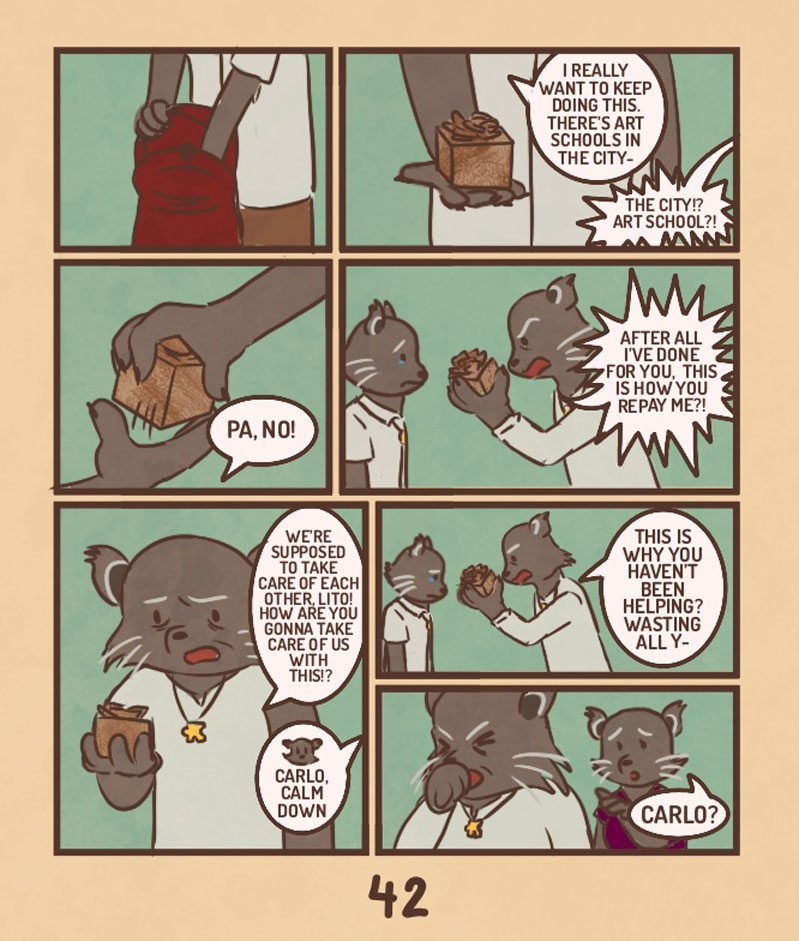 I REALLY
WANT TO KEEP
DOING THIS.
THERE'S ART
SCHOOLS IN
THE CITY-
THE CITY!?
ART SCHOOL?!
PA, NO!
AFTER ALL
I'VE DONE
FOR YOU, THIS
IS HOW YOU
REPAY ME?!
WE'RE
SUPPOSED
TO TAKE
CARE OF EACH
OTHER, LITO!
HOW ARE YOU
GONNA TAKE
CARE OF US
WITH
THIS!?
CARLO,
CALM
DOWN
THIS IS
WHY YOU
HAVEN'T
BEEN
HELPING?
WASTING
ALL Y-
CARLO?
42